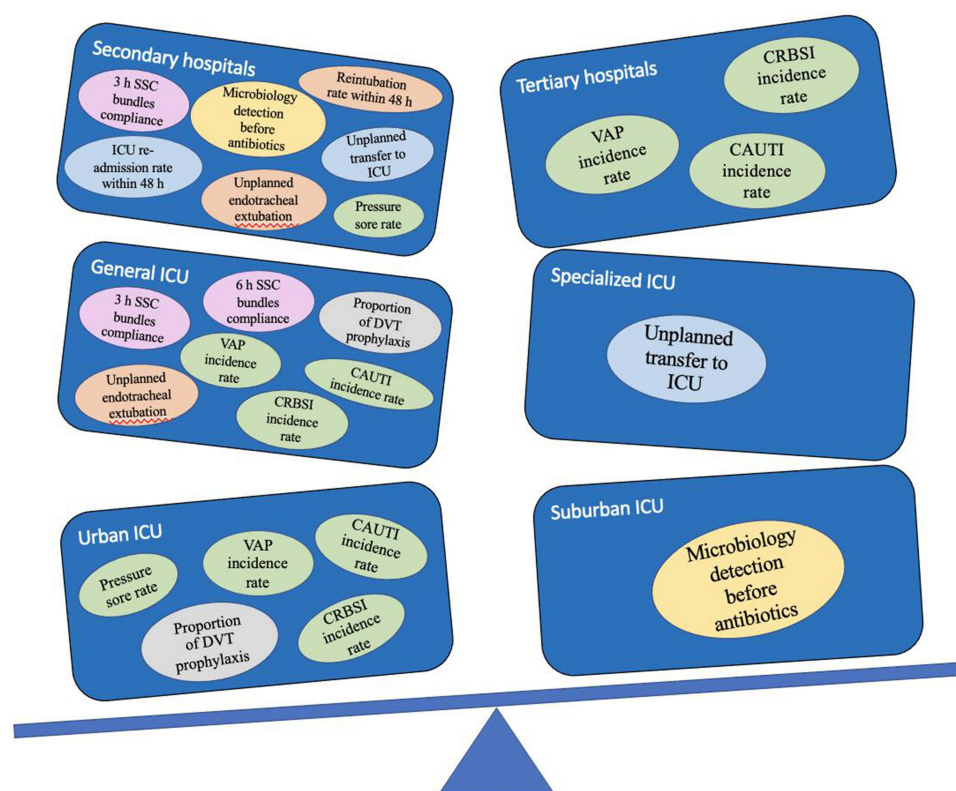 Secondary hospitals
3 h SSC
bundles
compliance
Microbiology
detection
before
antibiotics
Reintubation
rate within 48 h
ICU re-
admission rate
within 48 h
Unplanned
endotracheal
extubation
Unplanned
transfer to
ICU
Pressure
sore rate
Tertiary hospitals
CRBSI
incidence
rate
VAP
incidence
rate
CAUTI
incidence
rate
General ICU
3 h SSC
bundles
compliance
6 h SSC
bundles
compliance
Proportion
of DVT
prophylaxis
VAP
incidence
rate
Unplanned
endotracheal
extubation
CRBSI
incidence
rate
CAUTI
incidence rate
Specialized ICU
Unplanned
transfer to
ICU
Urban ICU
Pressure
sore rate
VAP
incidence
rate
CAUTI
incidence
rate
Proportion
of DVT
prophylaxis
CRBSI
incidence
rate
Suburban ICU
Microbiology
detection
before
antibiotics